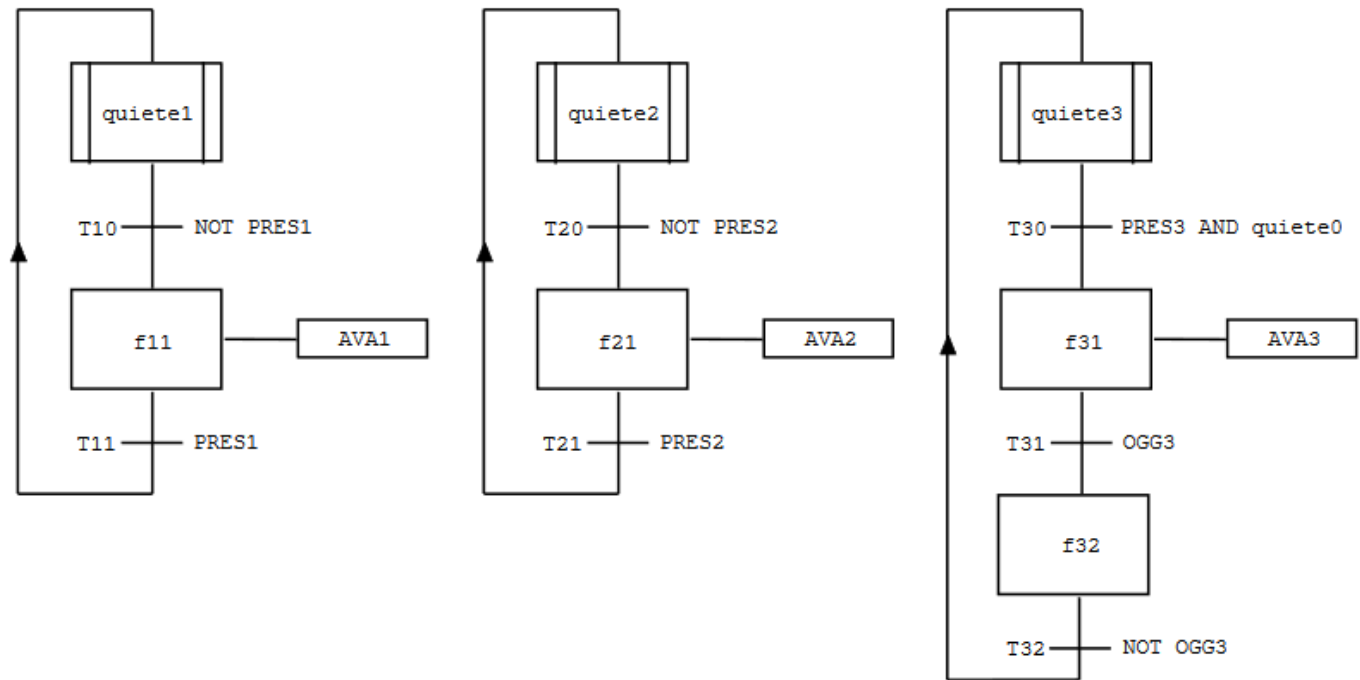 quiete1
T10
NOT PRES1
f11
AVA1
T11
PRES1
quiete2
T20
NOT PRES2
f21
AVA2
T21
PRES2
quiete3
T30
PRES3 AND quiete0
f31
AVA3
T31
OGG3
f32
T32
NOT OGG3